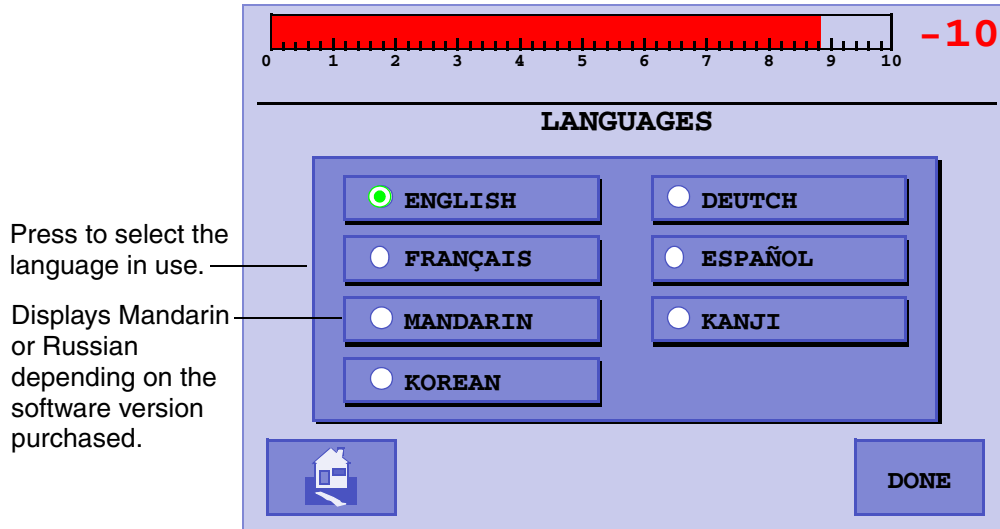 -10
0 1 2 3 4 5 6 7 8 9 10
LANGUAGES
ENGLISH
DEUTCH
FRANÇAIS
ESPAÑOL
MANDARIN
KANJI
KOREAN
DONE
Press to select the
language in use.
Displays Mandarin
or Russian
depending on the
software version
purchased.